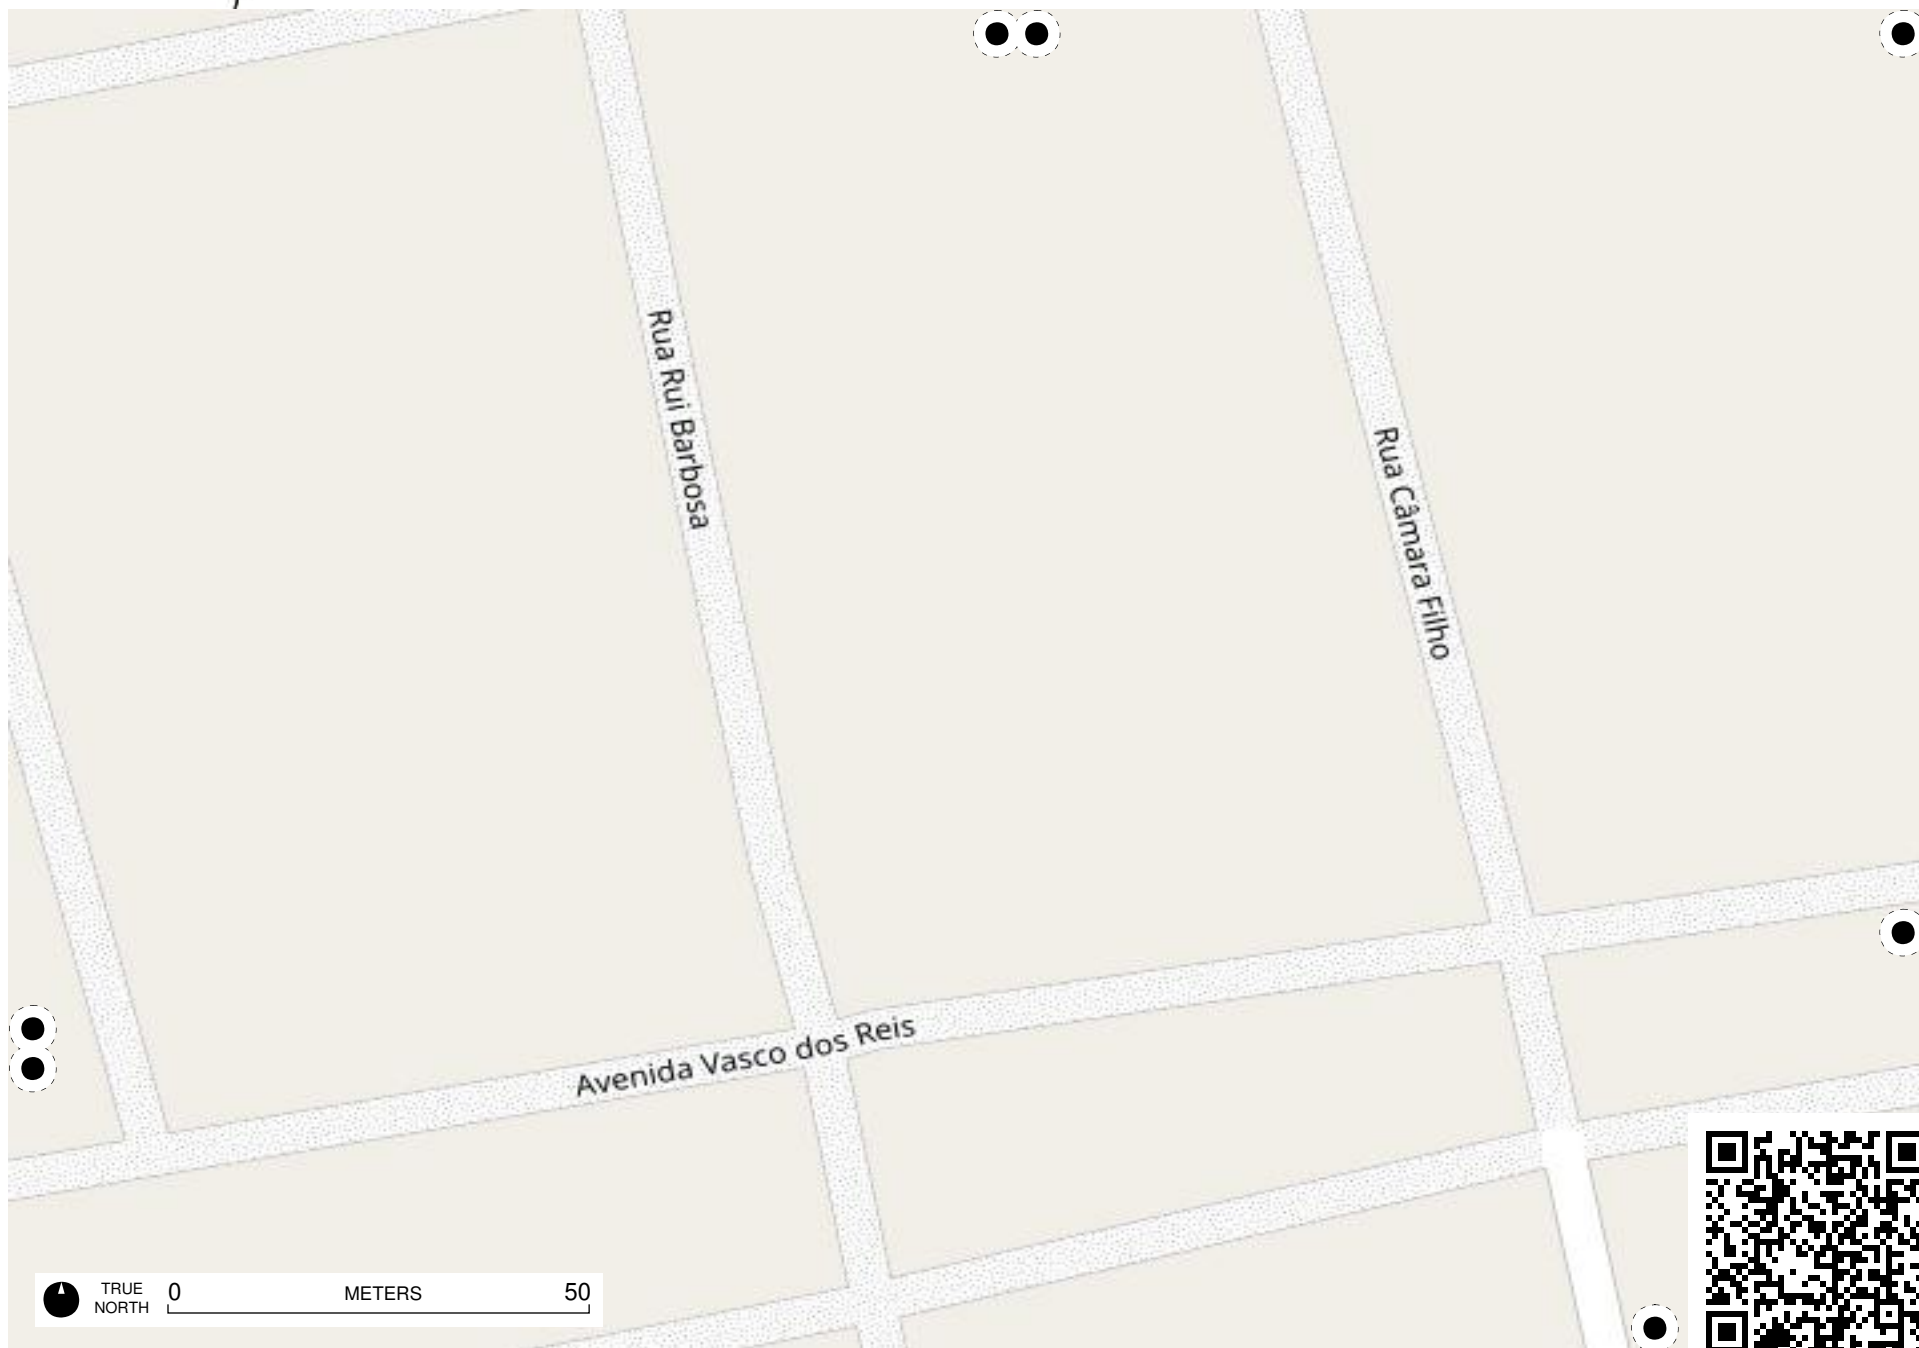 Rua Rui Barbosa
Rua Câmara Filho
Avenida Vasco dos Reis
TRUE
NORTH
0 METERS 50